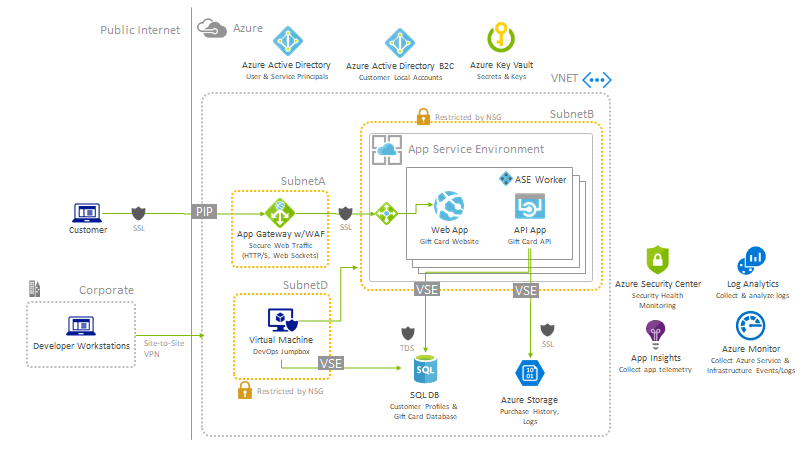 Public Internet
Azure
Azure Active Directory
User & Service Principals
Azure Active Directory B2C
Customer Local Accounts
Azure Key Vault
Secrets & Keys
VNET
SubnetB
Restricted by NSG
App Service Environment
ASE Worker
SubnetA
PIP
Customer
SSL
SSL
App Gateway w/WAF
Secure Web Traffic
(HTTP/S, Web Sockets)
Web App
Gift Card Website
API App
Gift Card API
Corporate
Developer Workstations
Site-to-Site
VPN
SubnetD
Virtual Machine
DevOps Jumpbox
VSE
Restricted by NSG
VSE
VSE
TDS
SSL
SQL
SQL DB
Customer Profiles &
Gift Card Database
10
01
Azure Storage
Purchase History,
Logs
Azure Security Center
Security Health
Monitoring
Log Analytics
Collect & analyze logs
App Insights
Collect app telemetry
Azure Monitor
Collect Azure Service &
Infrastructure Events/Logs